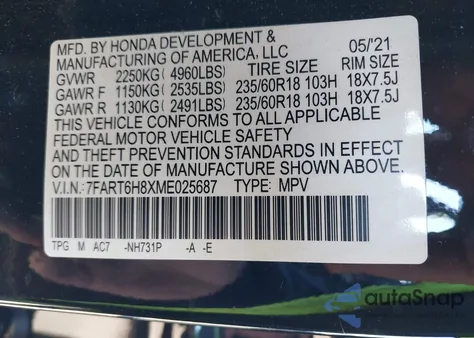 MFD. BY HONDA DEVELOPMENT &
MANUFACTURING OF AMERICA, LLC 05/'21
GVWR 2250KG( 4960LBS) TIRE SIZE RIM SIZE
GAWR F 1150KG( 2535LBS) 235/60R18 103H 18X7.5J
GAWR R 1130KG( 2491LBS) 235/60R18 103H 18X7.5J
THIS VEHICLE CONFORMS TO ALL APPLICABLE
FEDERAL MOTOR VEHICLE SAFETY
AND THEFT PREVENTION STANDARDS IN EFFECT
ON THE DATE OF MANUFACTURE SHOWN ABOVE.
V.I.N.: 7FART6H8XME025687 TYPE: MPV
TPG M AC7 -NH731P -A -E
autoSnap